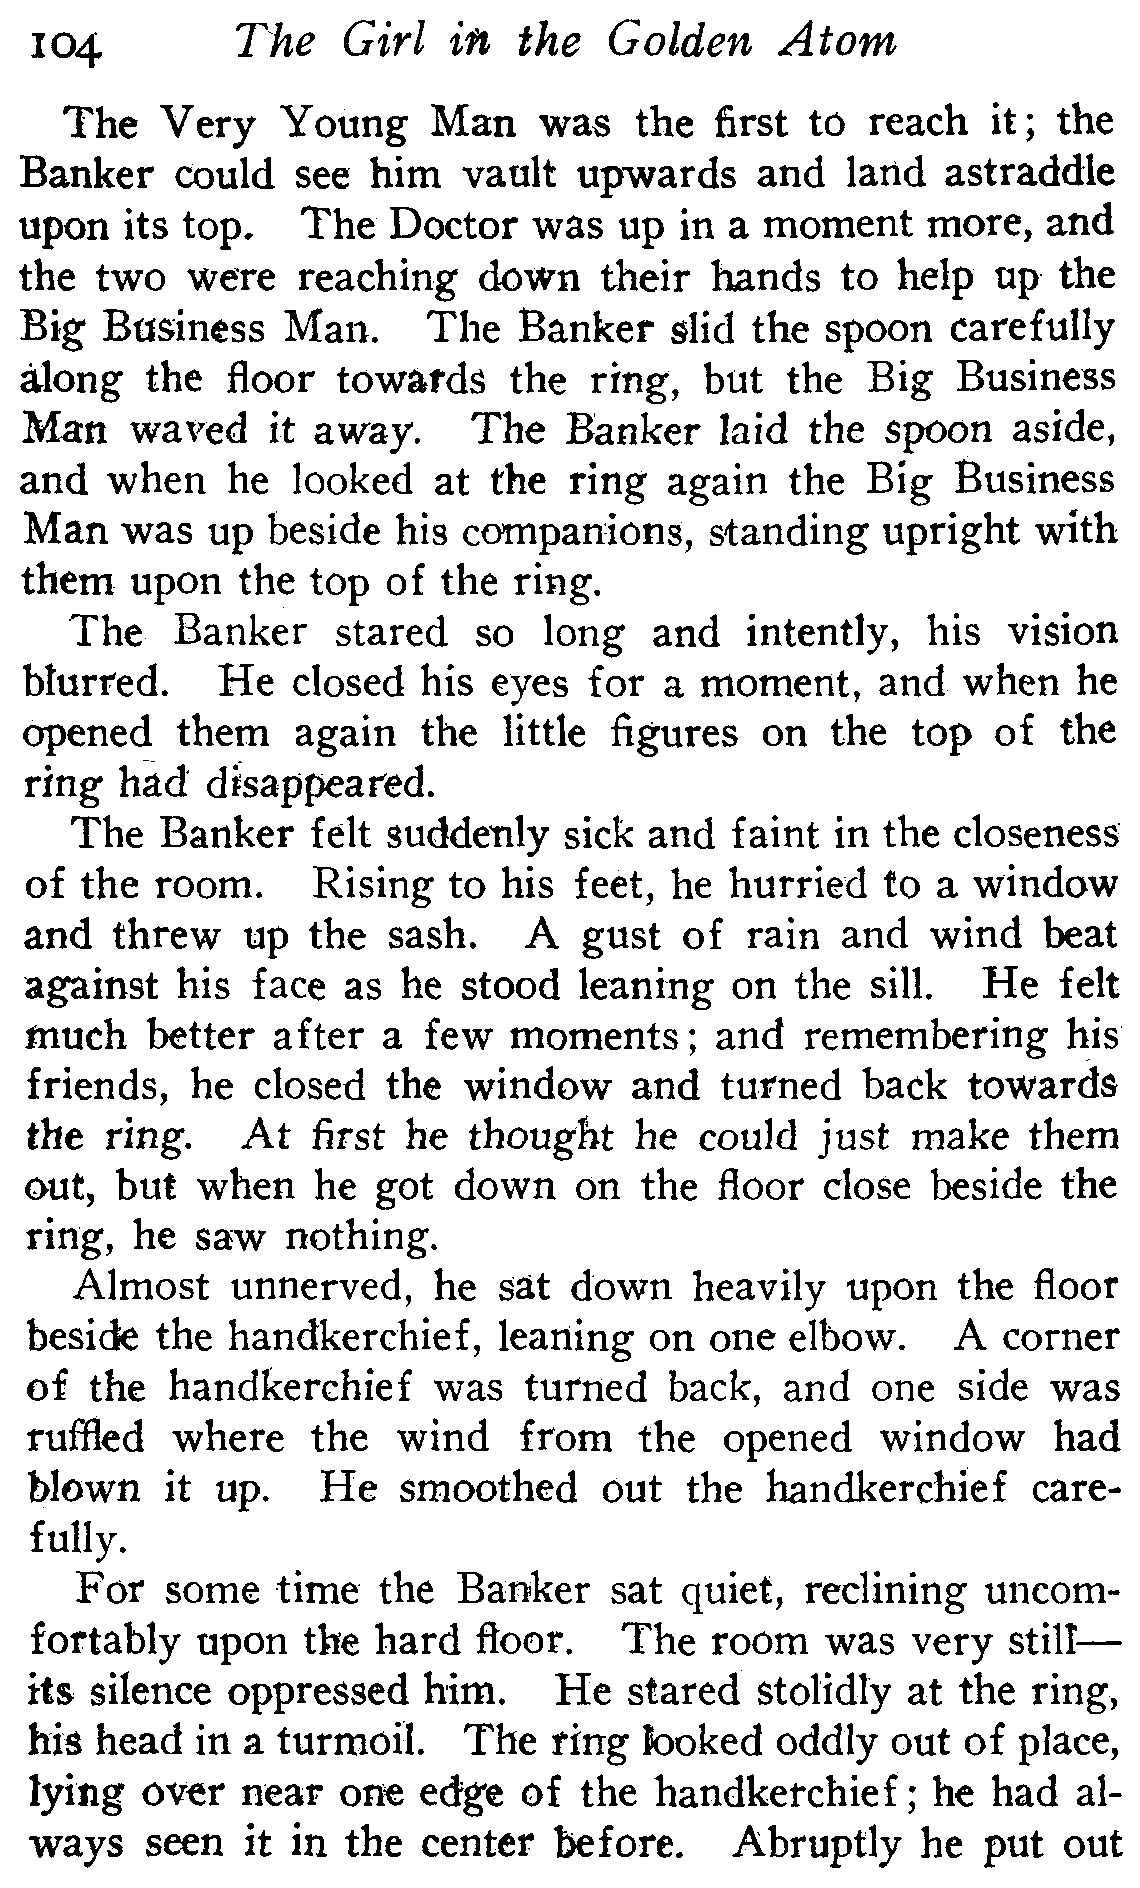 104 The Girl in the Golden Atom
The Very Young Man was the first to reach it; the
Banker could see him vault upwards and land astraddle
upon its top. The Doctor was up in a moment more, and
the two were reaching down their hands to help up the
Big Business Man. The Banker slid the spoon carefully
along the floor towards the ring, but the Big Business
Man waved it away. The Banker laid the spoon aside,
and when he looked at the ring again the Big Business
Man was up beside his companions, standing upright with
them upon the top of the ring.
The Banker stared so long and intently, his vision
blurred. He closed his eyes for a moment, and when he
opened them again the little figures on the top of the
ring had disappeared.
The Banker felt suddenly sick and faint in the closeness
of the room. Rising to his feet, he hurried to a window
and threw up the sash. A gust of rain and wind beat
against his face as he stood leaning on the sill. He felt
much better after a few moments; and remembering his
friends, he closed the window and turned back towards
the ring. At first he thought he could just make them
out, but when he got down on the floor close beside the
ring, he saw nothing.
Almost unnerved, he sat down heavily upon the floor
beside the handkerchief, leaning on one elbow. A corner
of the handkerchief was turned back, and one side was
ruffled where the wind from the opened window had
blown it up. He smoothed out the handkerchief care-
fully.
For some time the Banker sat quiet, reclining uncom-
fortably upon the hard floor. The room was very still—
its silence oppressed him. He stared stolidly at the ring,
his head in a turmoil. The ring looked oddly out of place,
lying over near one edge of the handkerchief; he had al-
ways seen it in the center before. Abruptly he put out